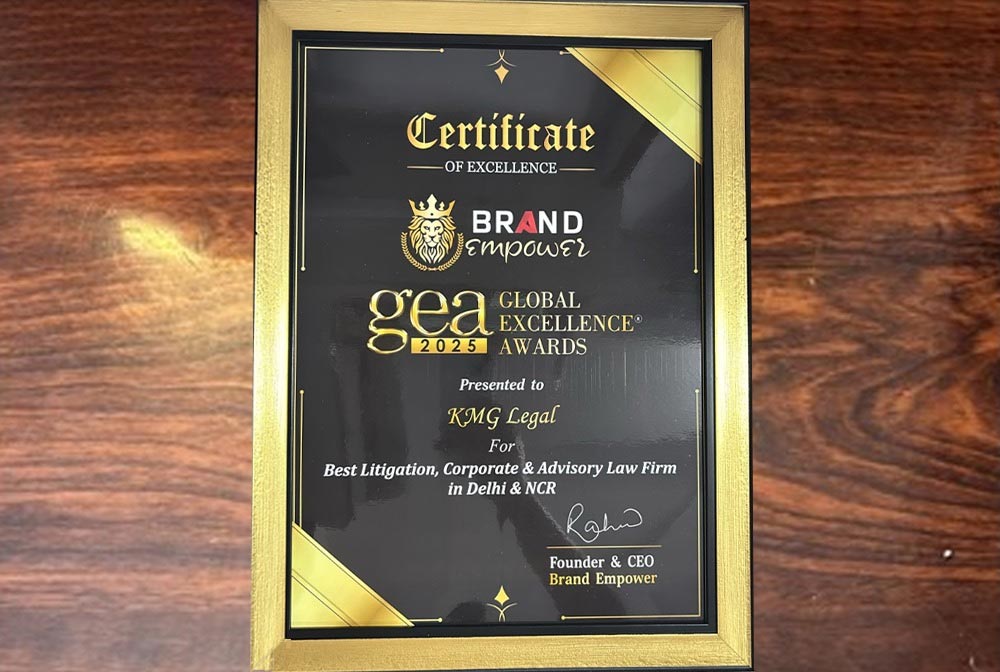 Certificate
OF EXCELLENCE
BRAND
empower
gea
2025
GLOBAL
EXCELLENCE®
AWARDS
Presented to
KMG Legal
For
Best Litigation, Corporate & Advisory Law Firm
in Delhi & NCR
Founder & CEO
Brand Empower